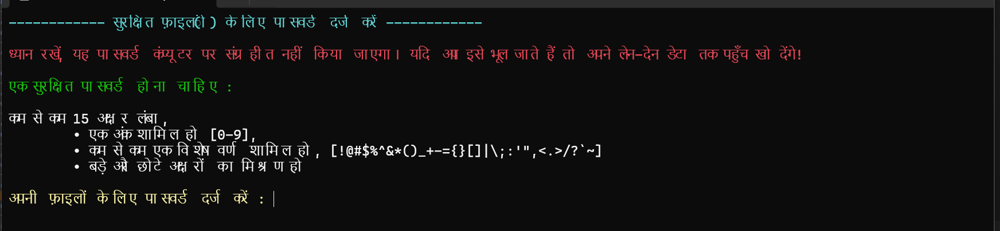 ------------ सुरक्षित फ़ाइल(लों) के लिए पासवर्ड दर्ज करें ------------
ध्यान रखें, यह पासवर्ड कंप्यूटर पर संग्रहीत नहीं किया जाएगा। यदि आप इसे भूल जाते हैं तो अपने लेन-देन डेटा तक पहुँच खो देंगे!
एक सुरक्षित पासवर्ड होना चाहिए :
कम से कम 15 अक्षर लंबा,
• एक अंक शामिल हो [0-9],
• कम से कम एक विशेष वर्ण शामिल हो, [!@#$%^&*()_+-={}[]|\;:'",<.>/?`~]
• बड़े और छोटे अक्षरों का मिश्रण हो
अपनी फ़ाइलों के लिए पासवर्ड दर्ज करें :